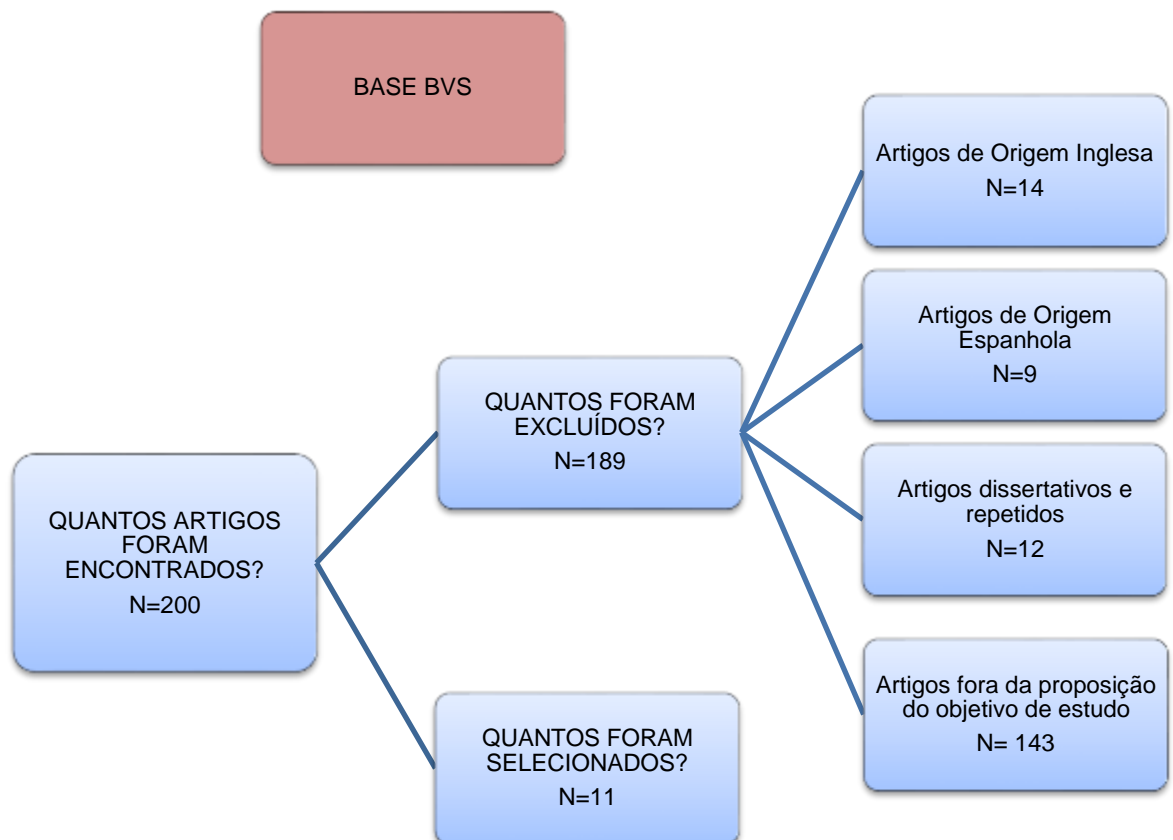 BASE BVS
QUANTOS ARTIGOS
FORAM
ENCONTRADOS?
N=200
QUANTOS FORAM
EXCLUÍDOS?
N=189
QUANTOS FORAM
SELECIONADOS?
N=11
Artigos de Origem Inglesa
N=14
Artigos de Origem
Espanhola
N=9
Artigos dissertativos e
repetidos
N=12
Artigos fora da proposição
do objetivo de estudo
N= 143